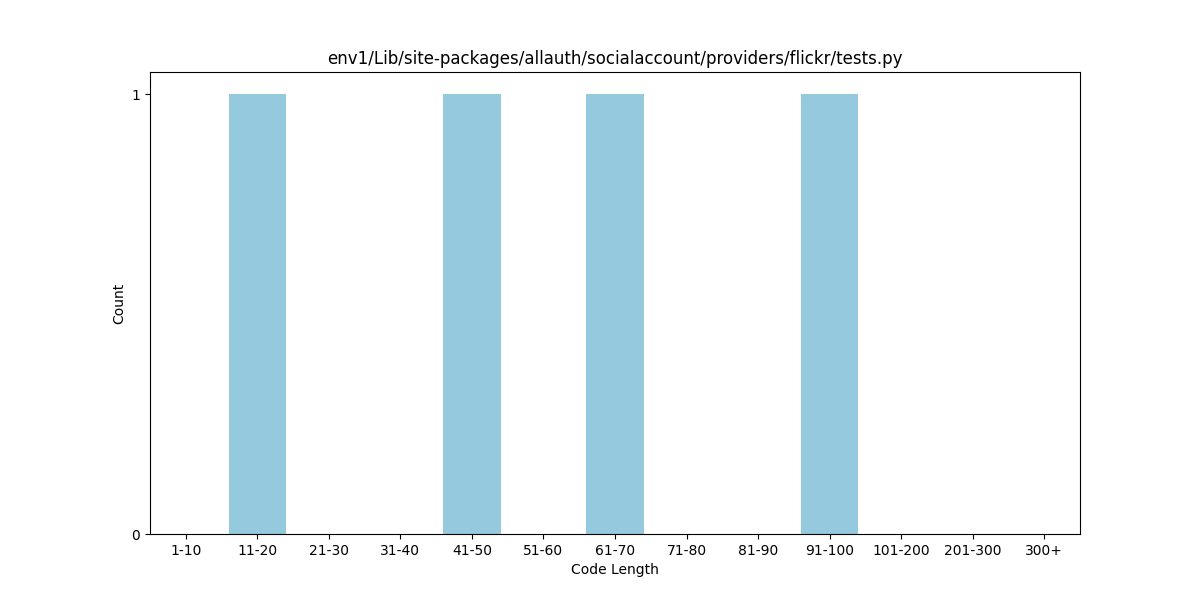 env1/Lib/site-packages/allauth/socialaccount/providers/flickr/tests.py
1
Count
0
1-10 11-20 21-30 31-40 41-50 51-60 61-70 71-80 81-90 91-100 101-200 201-300 300+
Code Length